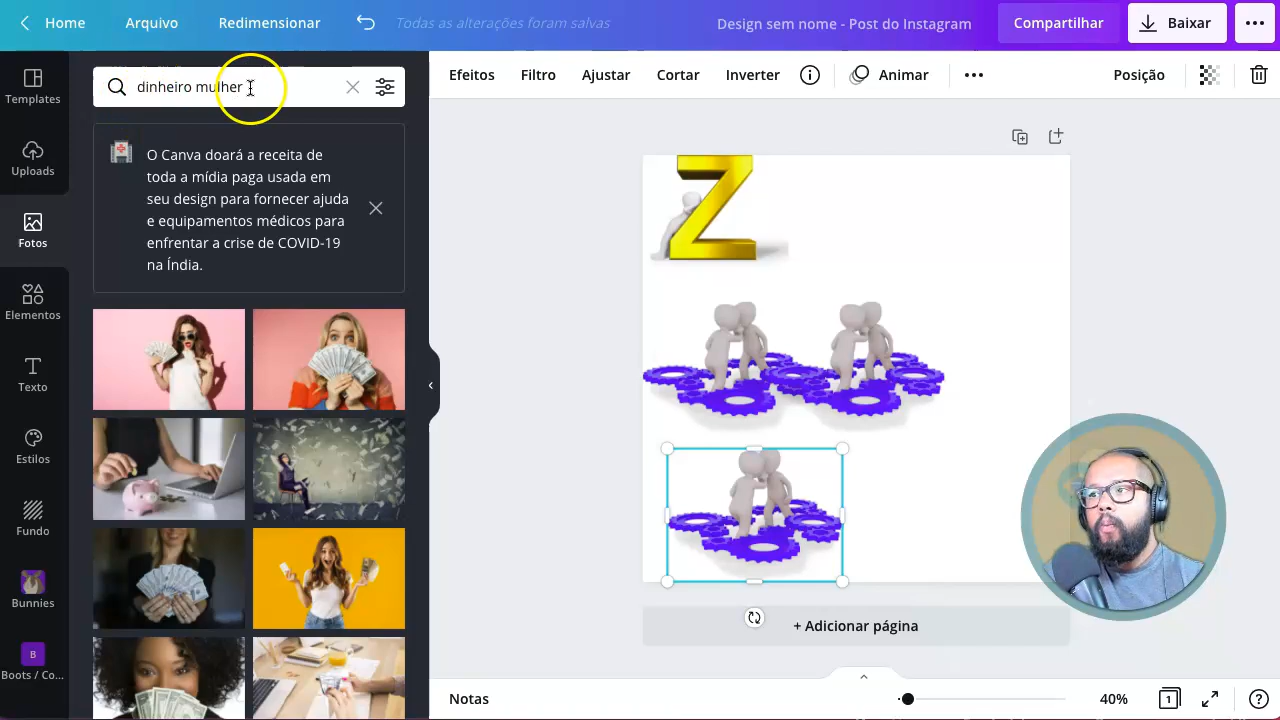 Home
Arquivo
Redimensionar
Todas as alterações foram salvas
Design sem nome - Post do Instagram
Compartilhar
Baixar
Templates
Uploads
Fotos
Elementos
Texto
Estilos
Fundo
Bunnies
B
Boots / Co...
dinheiro mulher
O Canva doará a receita de
toda a mídia paga usada em
seu design para fornecer ajuda
e equipamentos médicos para
enfrentar a crise de COVID-19
na Índia.
Efeitos
Filtro
Ajustar
Cortar
Inverter
Animar
Posição
Z
+ Adicionar página
Notas
40%
1